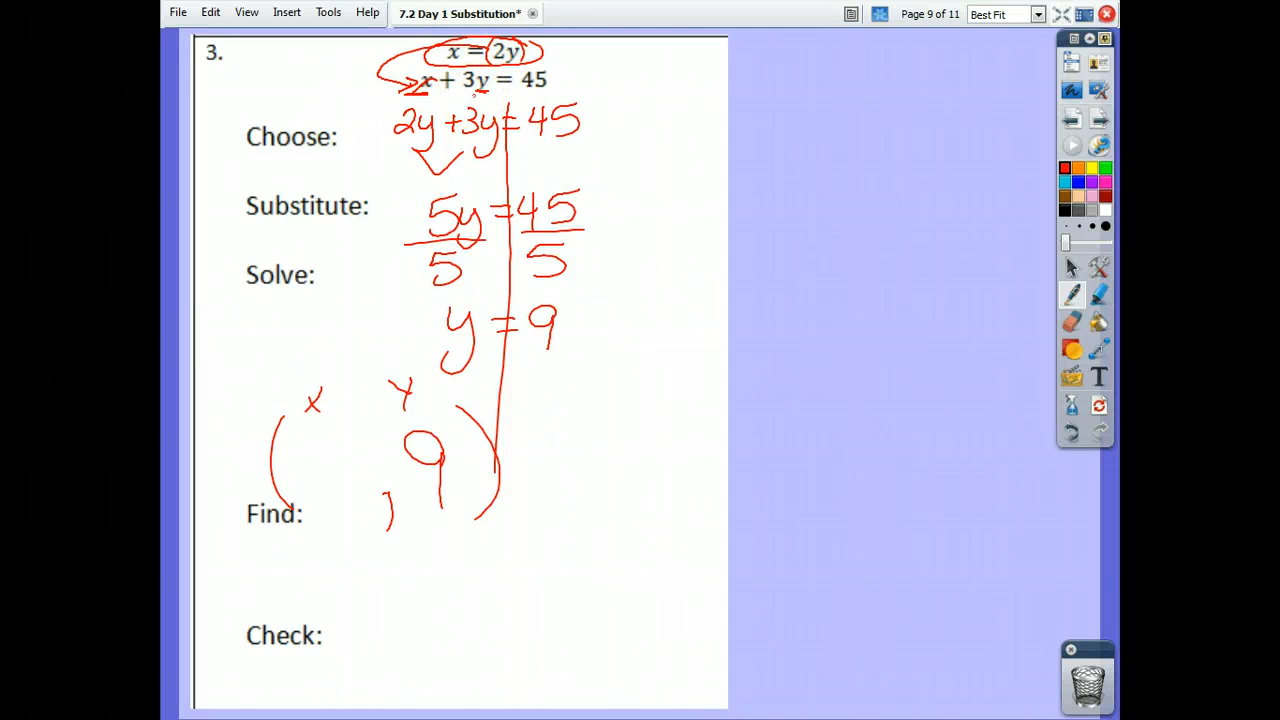 File Edit View Insert Tools Help 7.2 Day 1 Substitution* Page 9 of 11 Best Fit
3. x = 2y
x + 3y = 45
2y + 3y = 45
Choose:
Substitute: 5y = 45
5 5
Solve:
y = 9
x y
( , 9 )
Find:
Check:
T